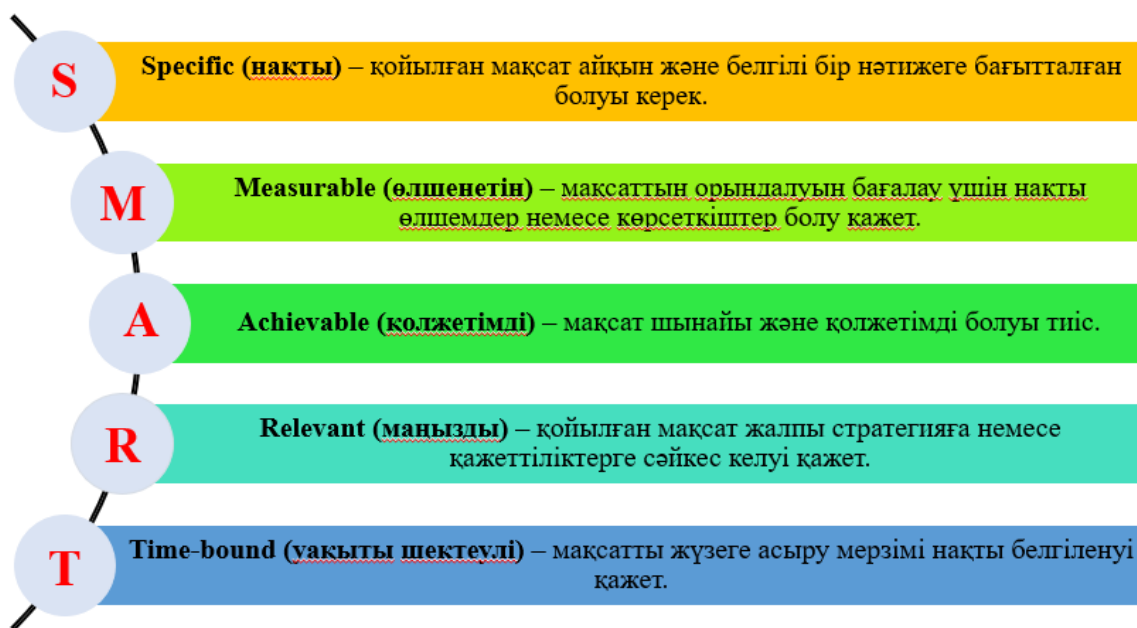 S
Specific (нақты) – қойылған мақсат айқын және белгілі бір нәтижеге бағытталған
болуы керек.
M
Measurable (өлшенетін) – мақсаттың орындалуын бағалау үшін нақты
өлшемдер немесе көрсеткіштер болу қажет.
A
Achievable (қолжетімді) – мақсат шынайы және қолжетімді болуы тиіс.
R
Relevant (маңызды) – қойылған мақсат жалпы стратегияға немесе
қажеттіліктерге сәйкес келуі қажет.
T
Time-bound (уақыты шектеулі) – мақсатты жүзеге асыру мерзімі нақты белгіленуі
қажет.